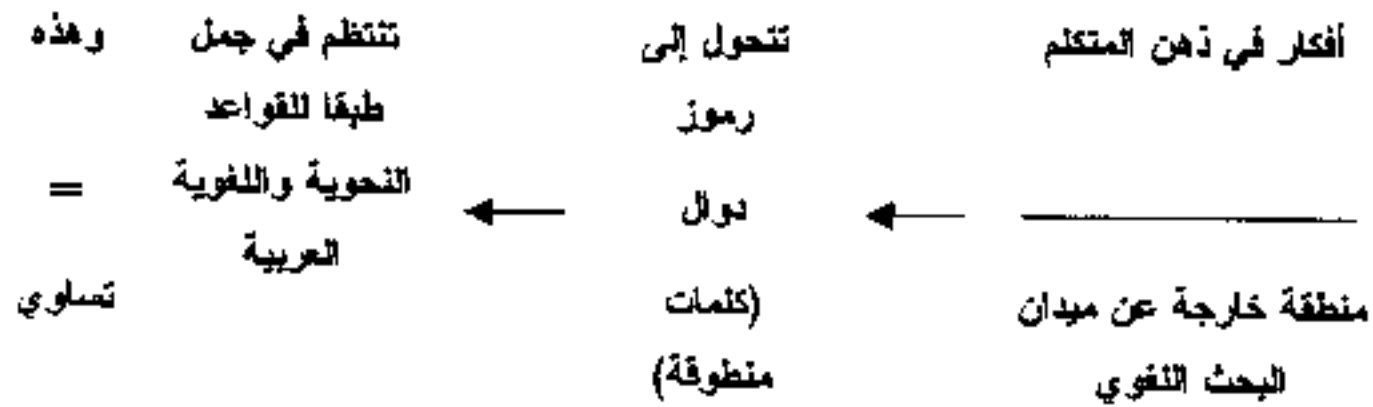 أفكار في ذهن المتكلم
منطقة خارجة عن ميدان
البحث اللغوي
تتحول إلى
رموز
دوال
(كلمات
منطوقة)
تنتظم في جمل
طبقا للقواعد
النحوية واللغوية
العربية
وهذه
=
تساوي